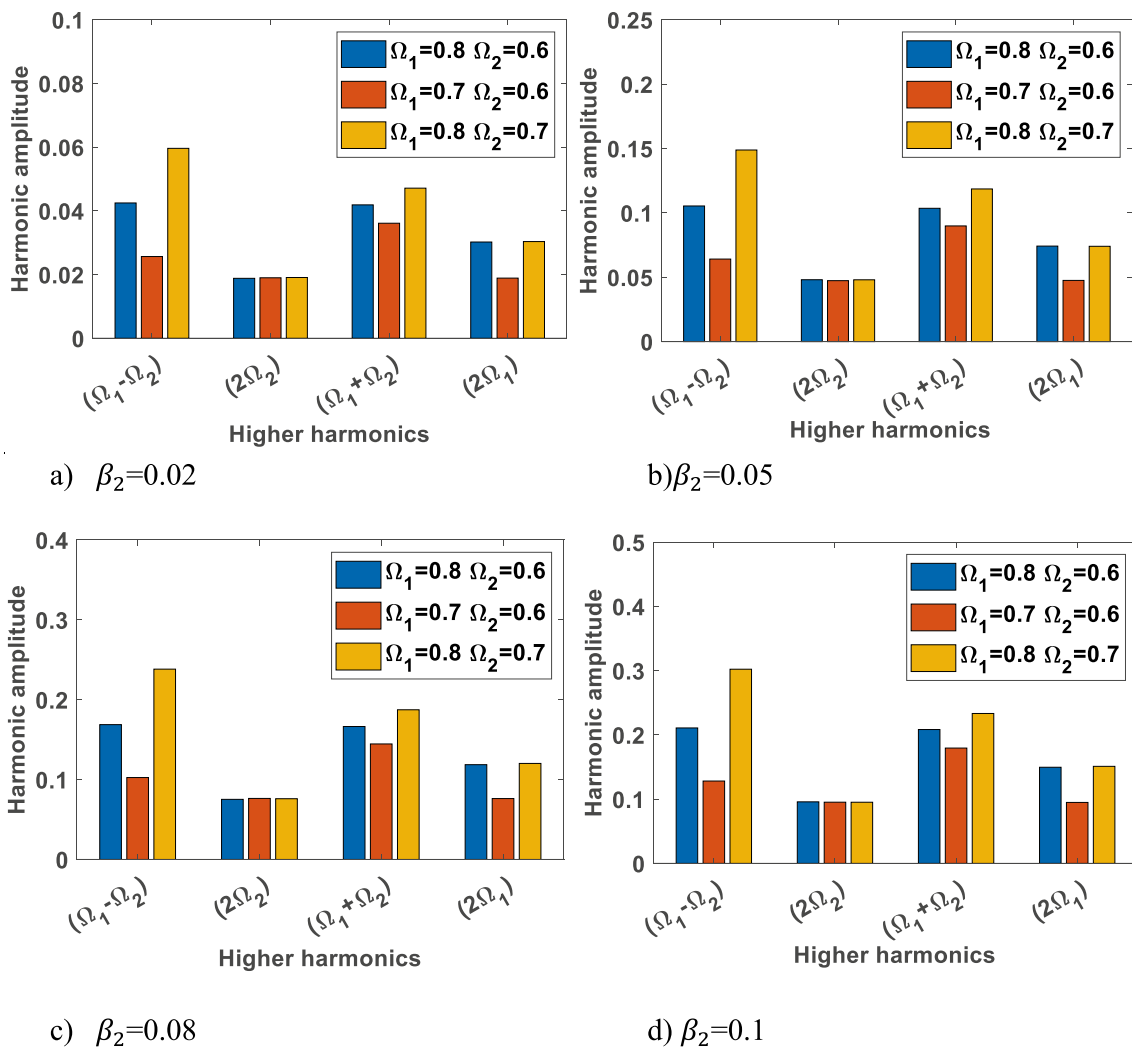 0.1
0.08
0.06
0.04
0.02
0
Harmonic amplitude
Ω1=0.8 Ω2=0.6
Ω1=0.7 Ω2=0.6
Ω1=0.8 Ω2=0.7
(Ω1-Ω2)
(2Ω2)
(Ω1+Ω2)
(2Ω1)
Higher harmonics
a) β2=0.02
0.25
0.2
0.15
0.1
0.05
0
Harmonic amplitude
Ω1=0.8 Ω2=0.6
Ω1=0.7 Ω2=0.6
Ω1=0.8 Ω2=0.7
(Ω1-Ω2)
(2Ω2)
(Ω1+Ω2)
(2Ω1)
Higher harmonics
b)β2=0.05
0.4
0.3
0.2
0.1
0
Harmonic amplitude
Ω1=0.8 Ω2=0.6
Ω1=0.7 Ω2=0.6
Ω1=0.8 Ω2=0.7
(Ω1-Ω2)
(2Ω2)
(Ω1+Ω2)
(2Ω1)
Higher harmonics
c) β2=0.08
0.5
0.4
0.3
0.2
0.1
0
Harmonic amplitude
Ω1=0.8 Ω2=0.6
Ω1=0.7 Ω2=0.6
Ω1=0.8 Ω2=0.7
(Ω1-Ω2)
(2Ω2)
(Ω1+Ω2)
(2Ω1)
Higher harmonics
d) β2=0.1